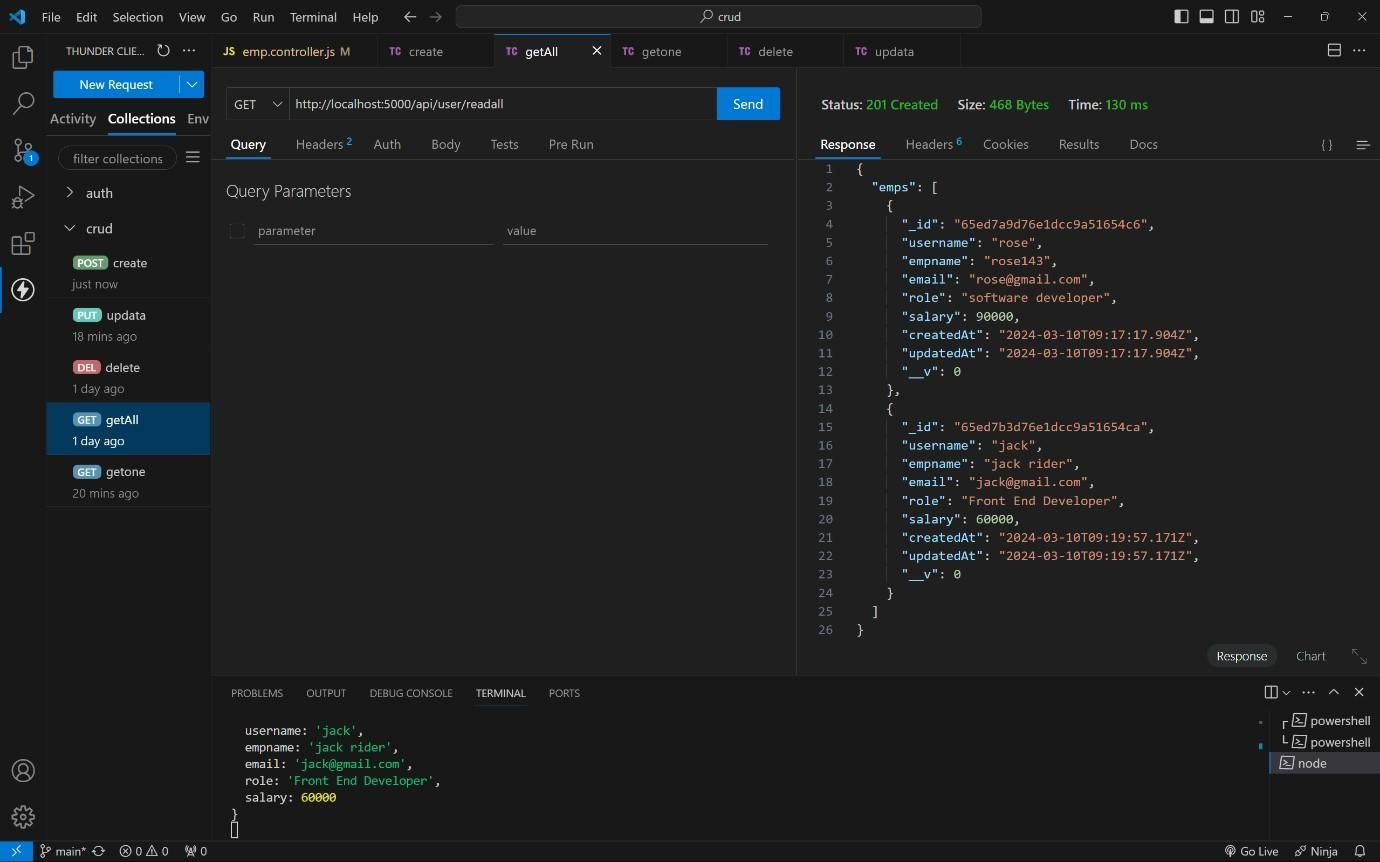 File Edit Selection View Go Run Terminal Help
crud
THUNDER CLIE...
JS emp.controller.js M
TC create
TC getAll
TC getone
TC delete
TC updata
New Request
Activity Collections Env
filter collections
auth
crud
POST create
just now
PUT updata
18 mins ago
DEL delete
1 day ago
GET getAll
1 day ago
GET getone
20 mins ago
1
GET http://localhost:5000/api/user/readall Send
Query Headers 2 Auth Body Tests Pre Run
Query Parameters
parameter value
Status: 201 Created Size: 468 Bytes Time: 130 ms
Response Headers 6 Cookies Results Docs { }
1 {
2 "emps": [
3 {
4 "_id": "65ed7a9d76e1dcc9a51654c6",
5 "username": "rose",
6 "empname": "rose143",
7 "email": "rose@gmail.com",
8 "role": "software developer",
9 "salary": 90000,
10 "createdAt": "2024-03-10T09:17:17.904Z",
11 "updatedAt": "2024-03-10T09:17:17.904Z",
12 "__v": 0
13 },
14 {
15 "_id": "65ed7b3d76e1dcc9a51654ca",
16 "username": "jack",
17 "empname": "jack rider",
18 "email": "jack@gmail.com",
19 "role": "Front End Developer",
20 "salary": 60000,
21 "createdAt": "2024-03-10T09:19:57.171Z",
22 "updatedAt": "2024-03-10T09:19:57.171Z",
23 "__v": 0
24 }
25 ]
26 }
Response Chart
PROBLEMS OUTPUT DEBUG CONSOLE TERMINAL PORTS
username: 'jack',
empname: 'jack rider',
email: 'jack@gmail.com',
role: 'Front End Developer',
salary: 60000
}
powershell
powershell
node
main* 0 0 0
Go Live Ninja